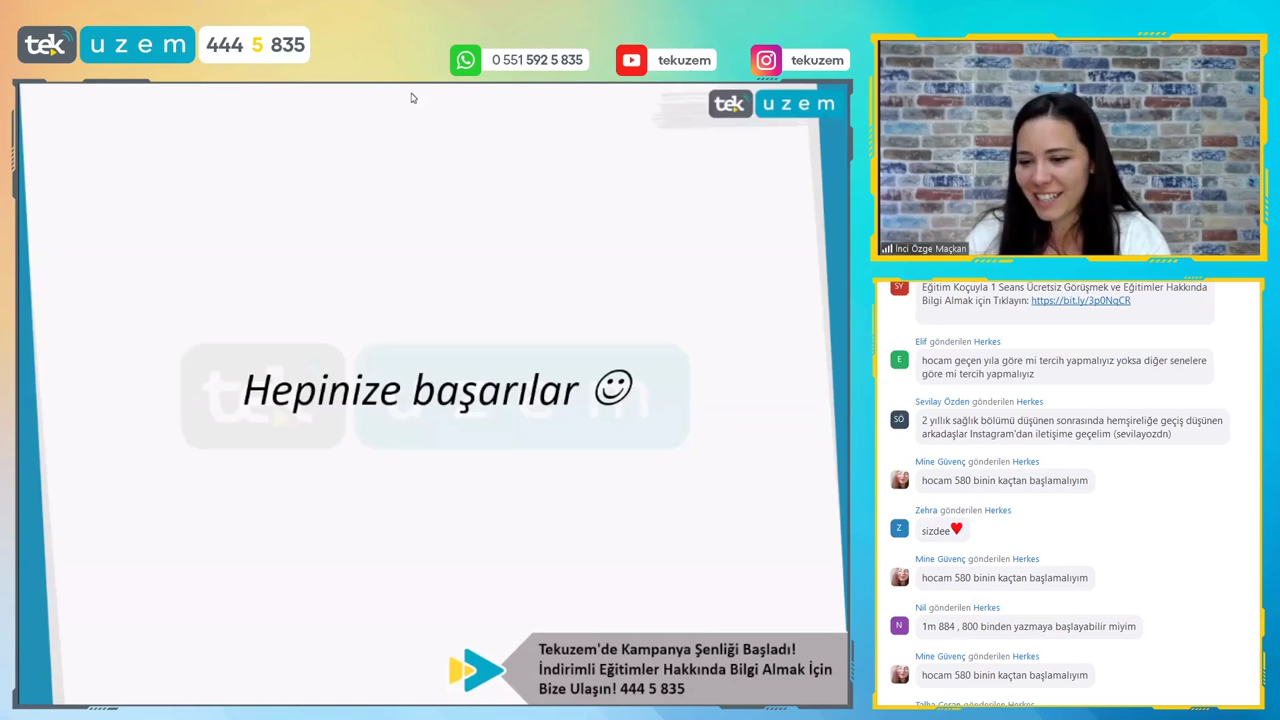 tek uzem 444 5 835
0 551 592 5 835
tekuzem
tekuzem
tek uzem
Hepinize başarılar ☺
Tekuzem'de Kampanya Şenliği Başladı!
İndirimli Eğitimler Hakkında Bilgi Almak İçin
Bize Ulaşın! 444 5 835
İnci Özge Maçkan
SY
Eğitim Koçuyla 1 Seans Ücretsiz Görüşmek ve Eğitimler Hakkında
Bilgi Almak için Tıklayın: https://bit.ly/3p0NqCR
Elif gönderilen Herkes
E
hocam geçen yıla göre mi tercih yapmalıyız yoksa diğer senelere
göre mi tercih yapmalıyız
Sevilay Özden gönderilen Herkes
SÖ
2 yıllık sağlık bölümü düşünen sonrasında hemşireliğe geçiş düşünen
arkadaşlar Instagram'dan iletişime geçelim (sevilayozdn)
Mine Güvenç gönderilen Herkes
hocam 580 binin kaçtan başlamalıyım
Zehra gönderilen Herkes
Z
sizdee♥
Mine Güvenç gönderilen Herkes
hocam 580 binin kaçtan başlamalıyım
Nil gönderilen Herkes
N
1m 884 , 800 binden yazmaya başlayabilir miyim
Mine Güvenç gönderilen Herkes
hocam 580 binin kaçtan başlamalıyım
Talha Ceran gönderilen Herkes